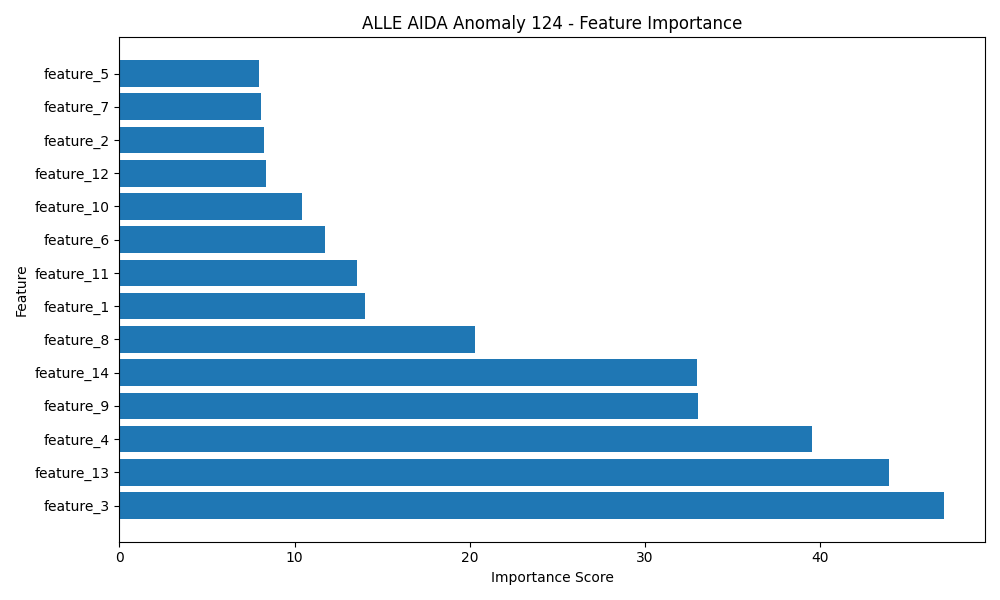 ALLE AIDA Anomaly 124 - Feature Importance
feature_5
feature_7
feature_2
feature_12
feature_10
feature_6
feature_11
feature_1
feature_8
feature_14
feature_9
feature_4
feature_13
feature_3
Feature
0 10 20 30 40
Importance Score